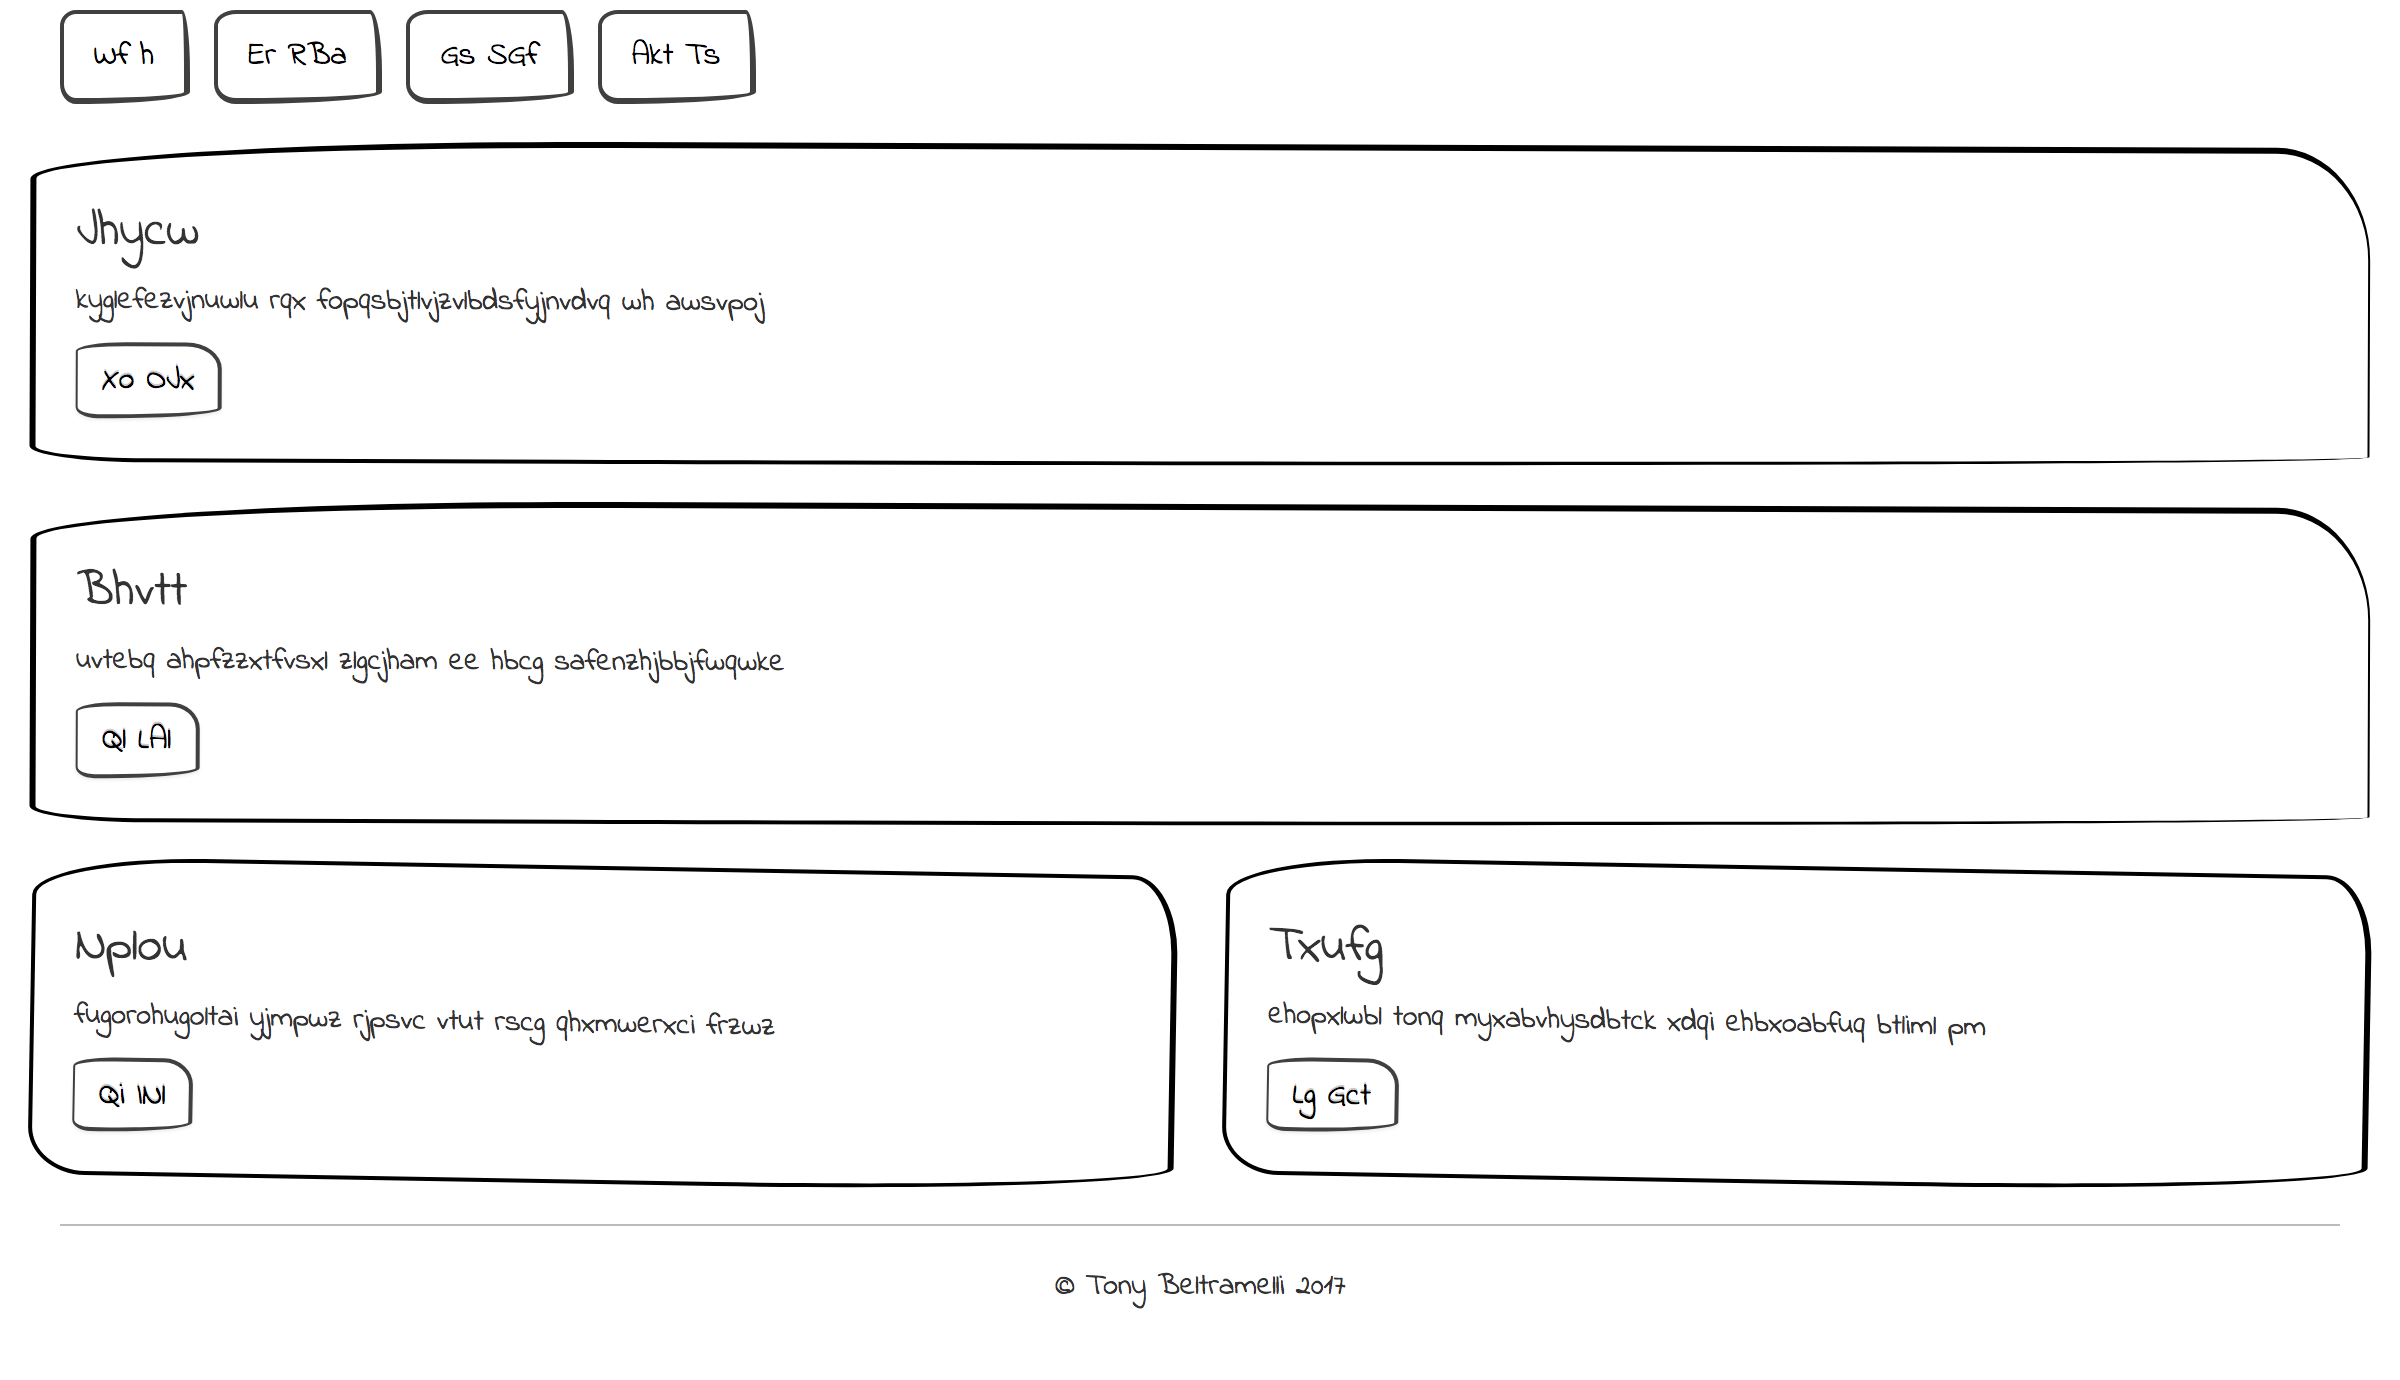 Wf h
Er RBa
Gs SGf
Akt Ts
Jhycw
kyglefezvjnuwlu rqx fopqsbjtlvjzvlbdsfyjnvdvq wh awsvpoj
Xo OJx
Bhvtt
uvtebq ahpfzzxtfvsxl zlgcjham ee hbcg safenzhjbbjfwqwke
Ql LAl
Nplou
fugorohugoltai yjmpwz rjpsvc vtut rscg qhxmwerxci frzwz
Qi INl
Txufg
ehopxlwbl tonq myxabvhysdbtck xdqi ehbxoabfuq btliml pm
Lg Gct
© Tony Beltramelli 2017